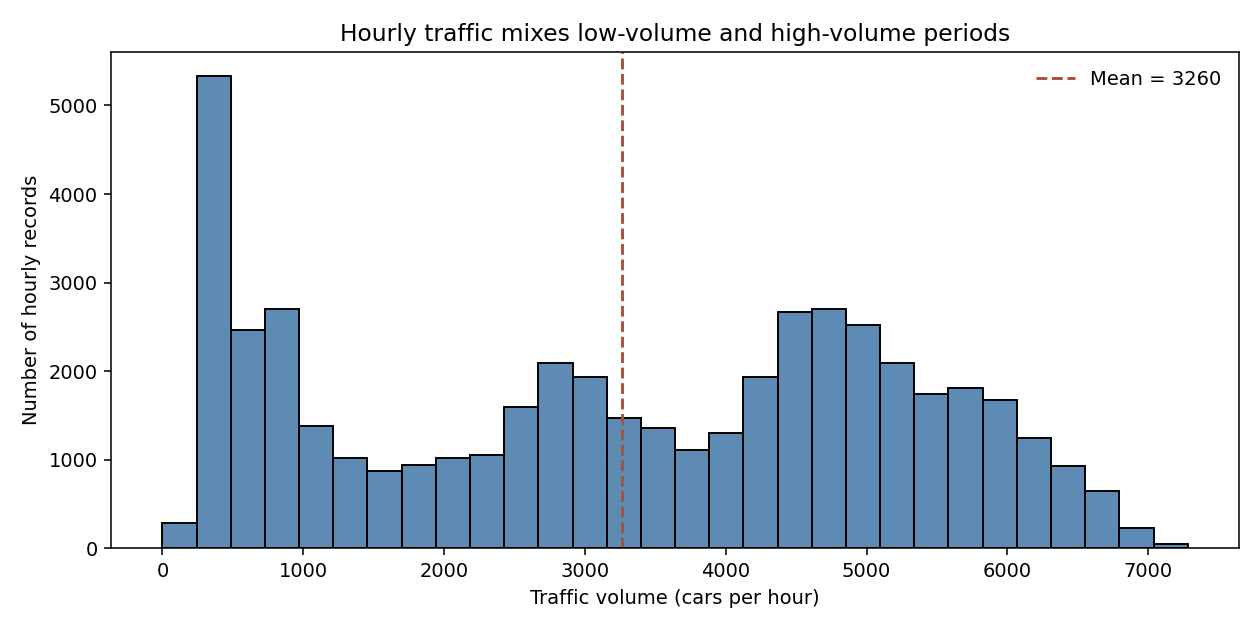 Hourly traffic mixes low-volume and high-volume periods
Mean = 3260
Number of hourly records
5000
4000
3000
2000
1000
0
0 1000 2000 3000 4000 5000 6000 7000
Traffic volume (cars per hour)